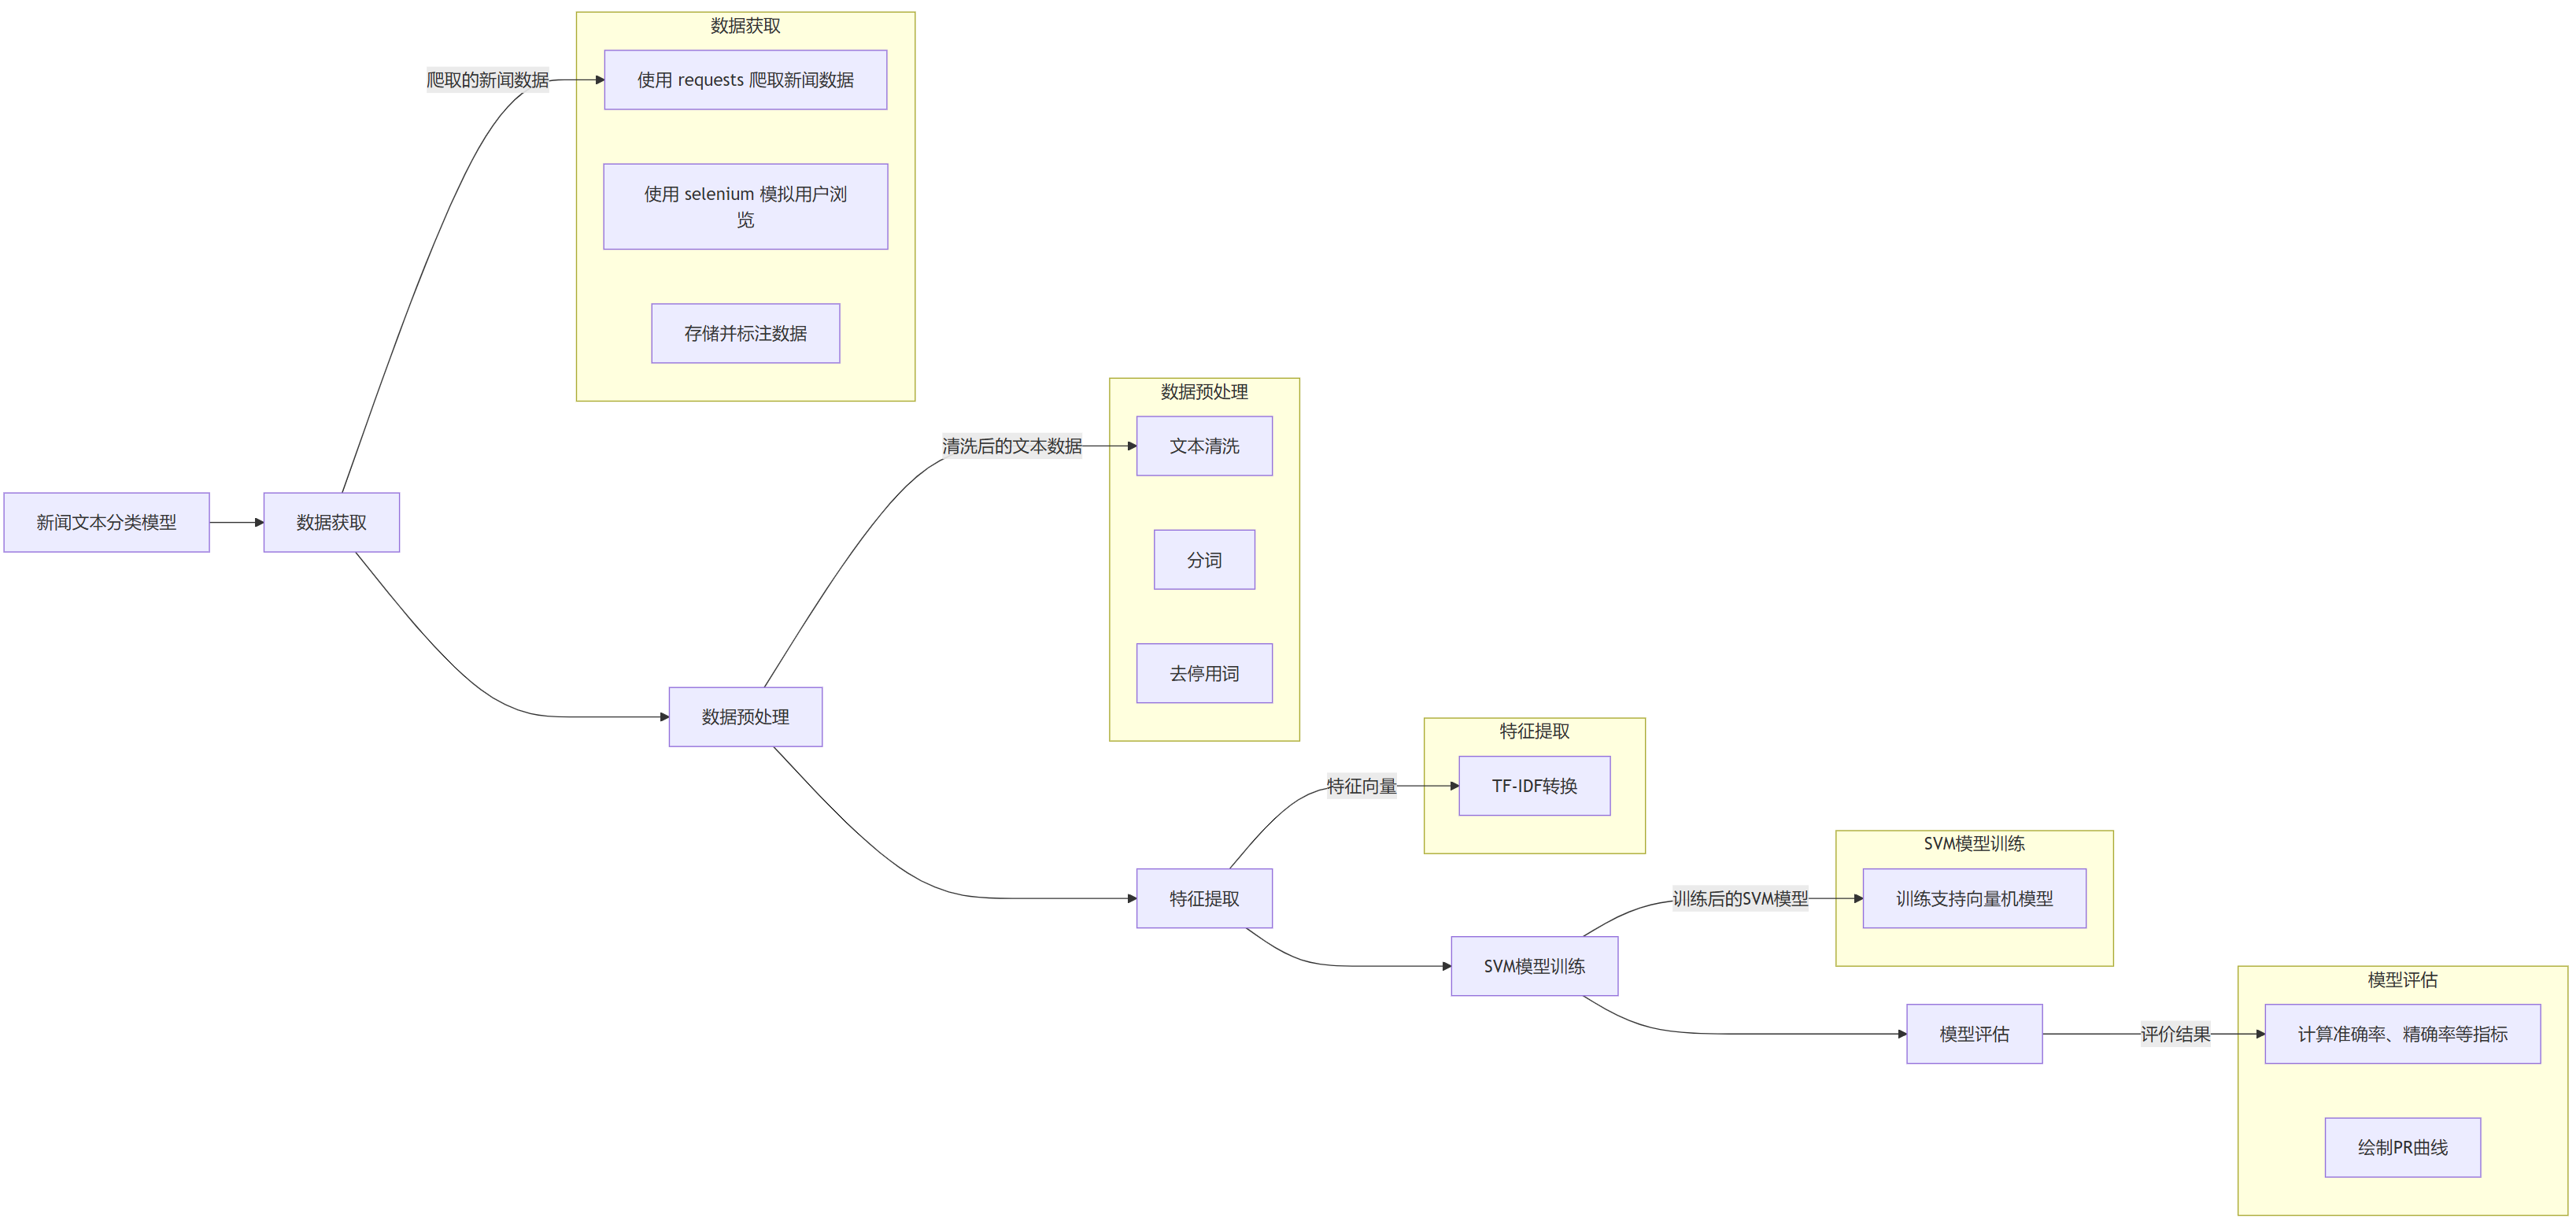 数据获取
爬取的新闻数据
使用 requests 爬取新闻数据
使用 selenium 模拟用户浏
览
存储并标注数据
数据预处理
清洗后的文本数据
文本清洗
新闻文本分类模型
数据获取
分词
去停用词
数据预处理
特征提取
特征向量
TF-IDF转换
SVM模型训练
特征提取
训练后的SVM模型
训练支持向量机模型
SVM模型训练
模型评估
模型评估
评价结果
计算准确率、精确率等指标
绘制PR曲线